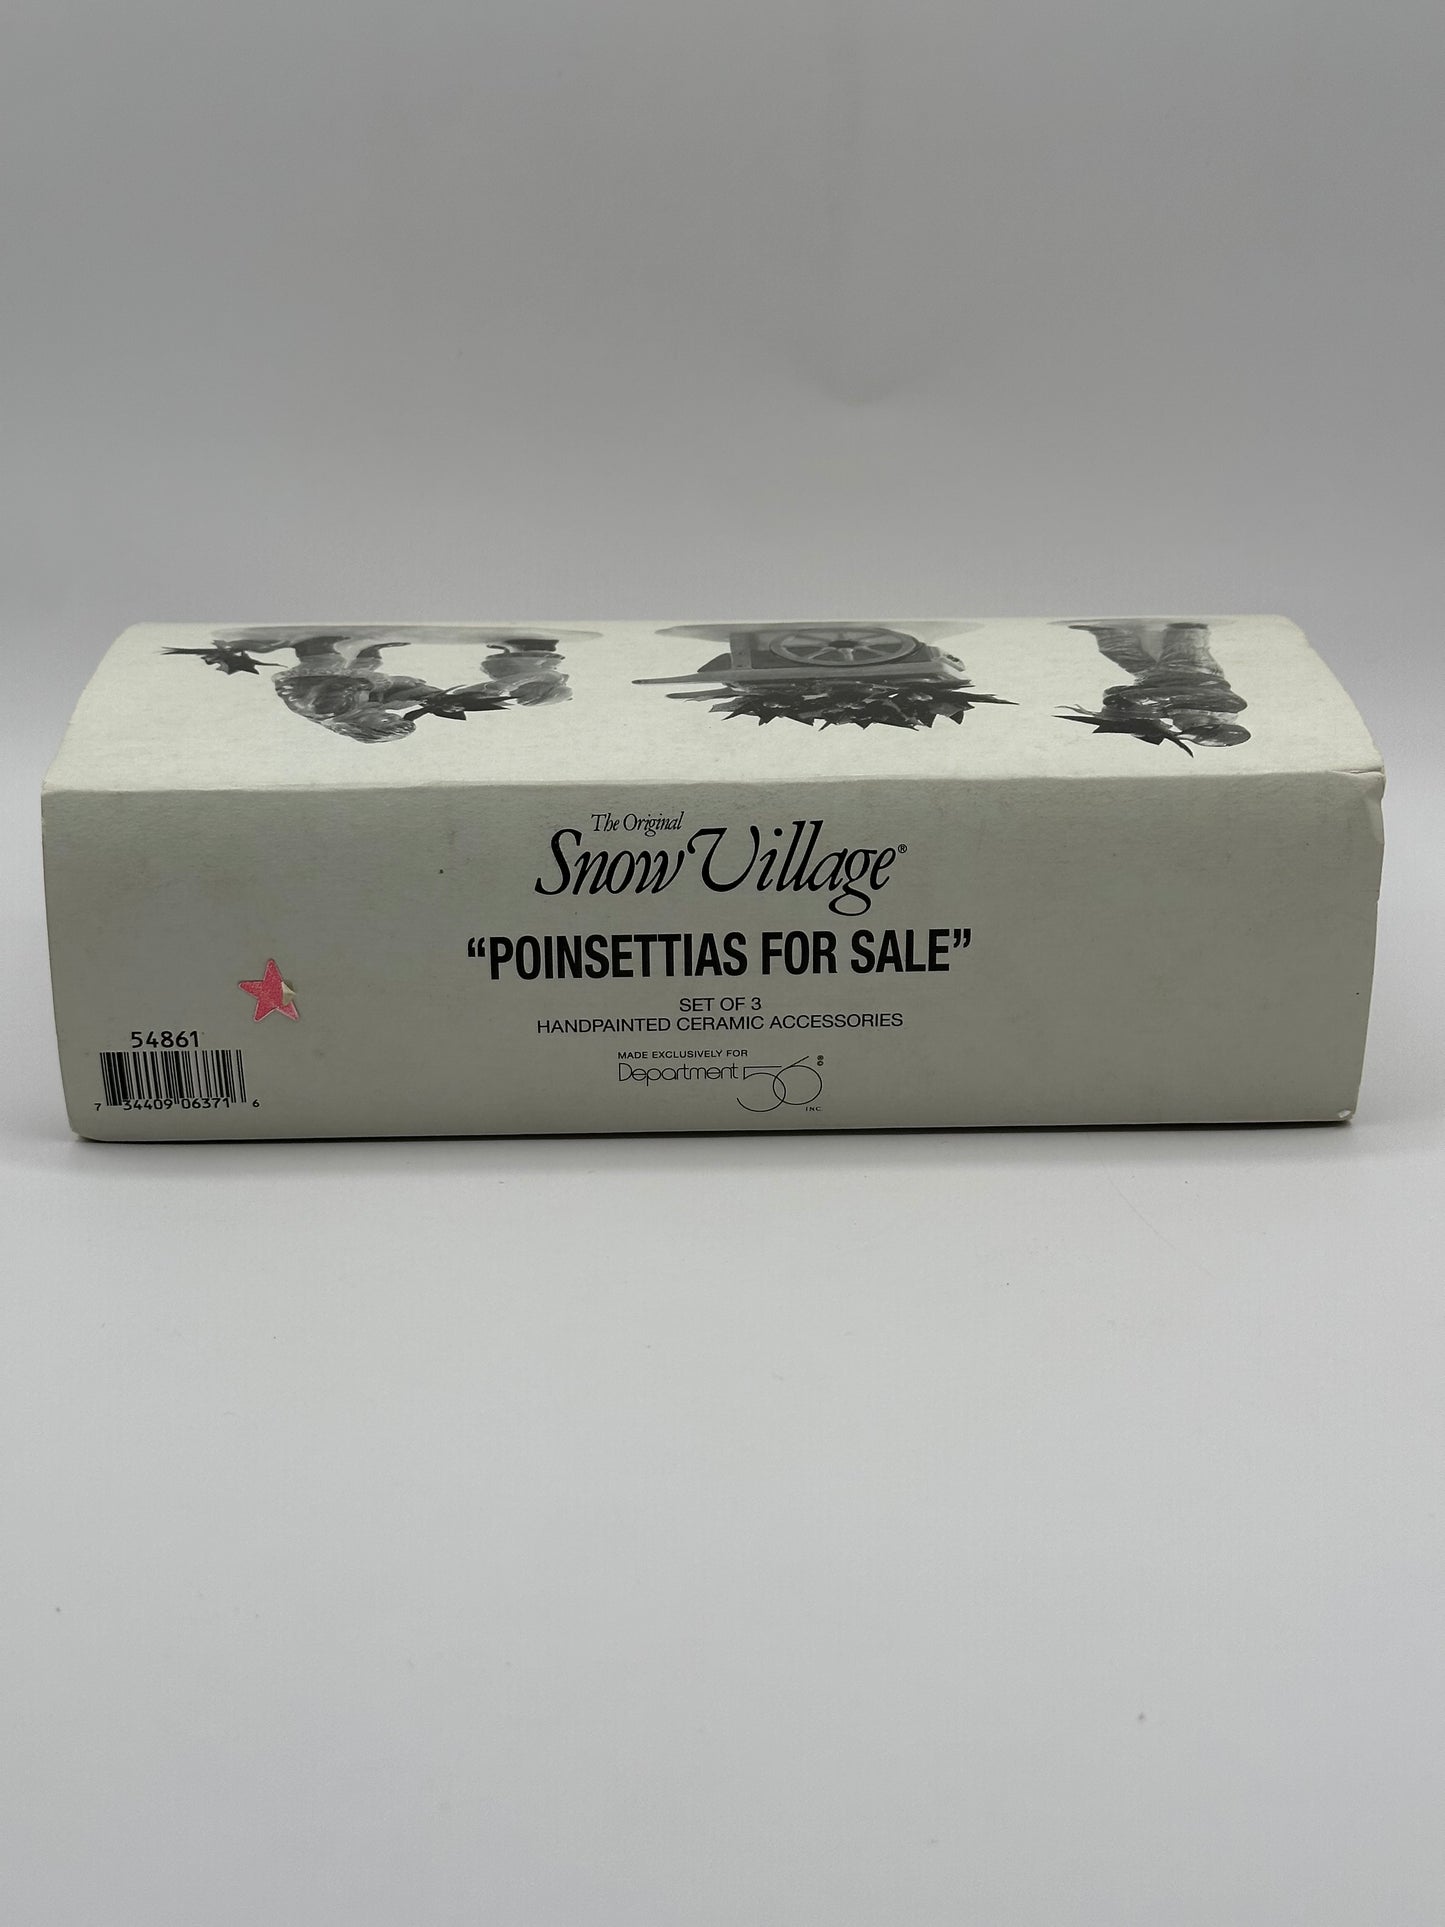 The Original
Snow Village®
“POINSETTIAS FOR SALE”
SET OF 3
HANDPAINTED CERAMIC ACCESSORIES
MADE EXCLUSIVELY FOR
Department 56 ®©
INC.
54861
7 34409 06371 6